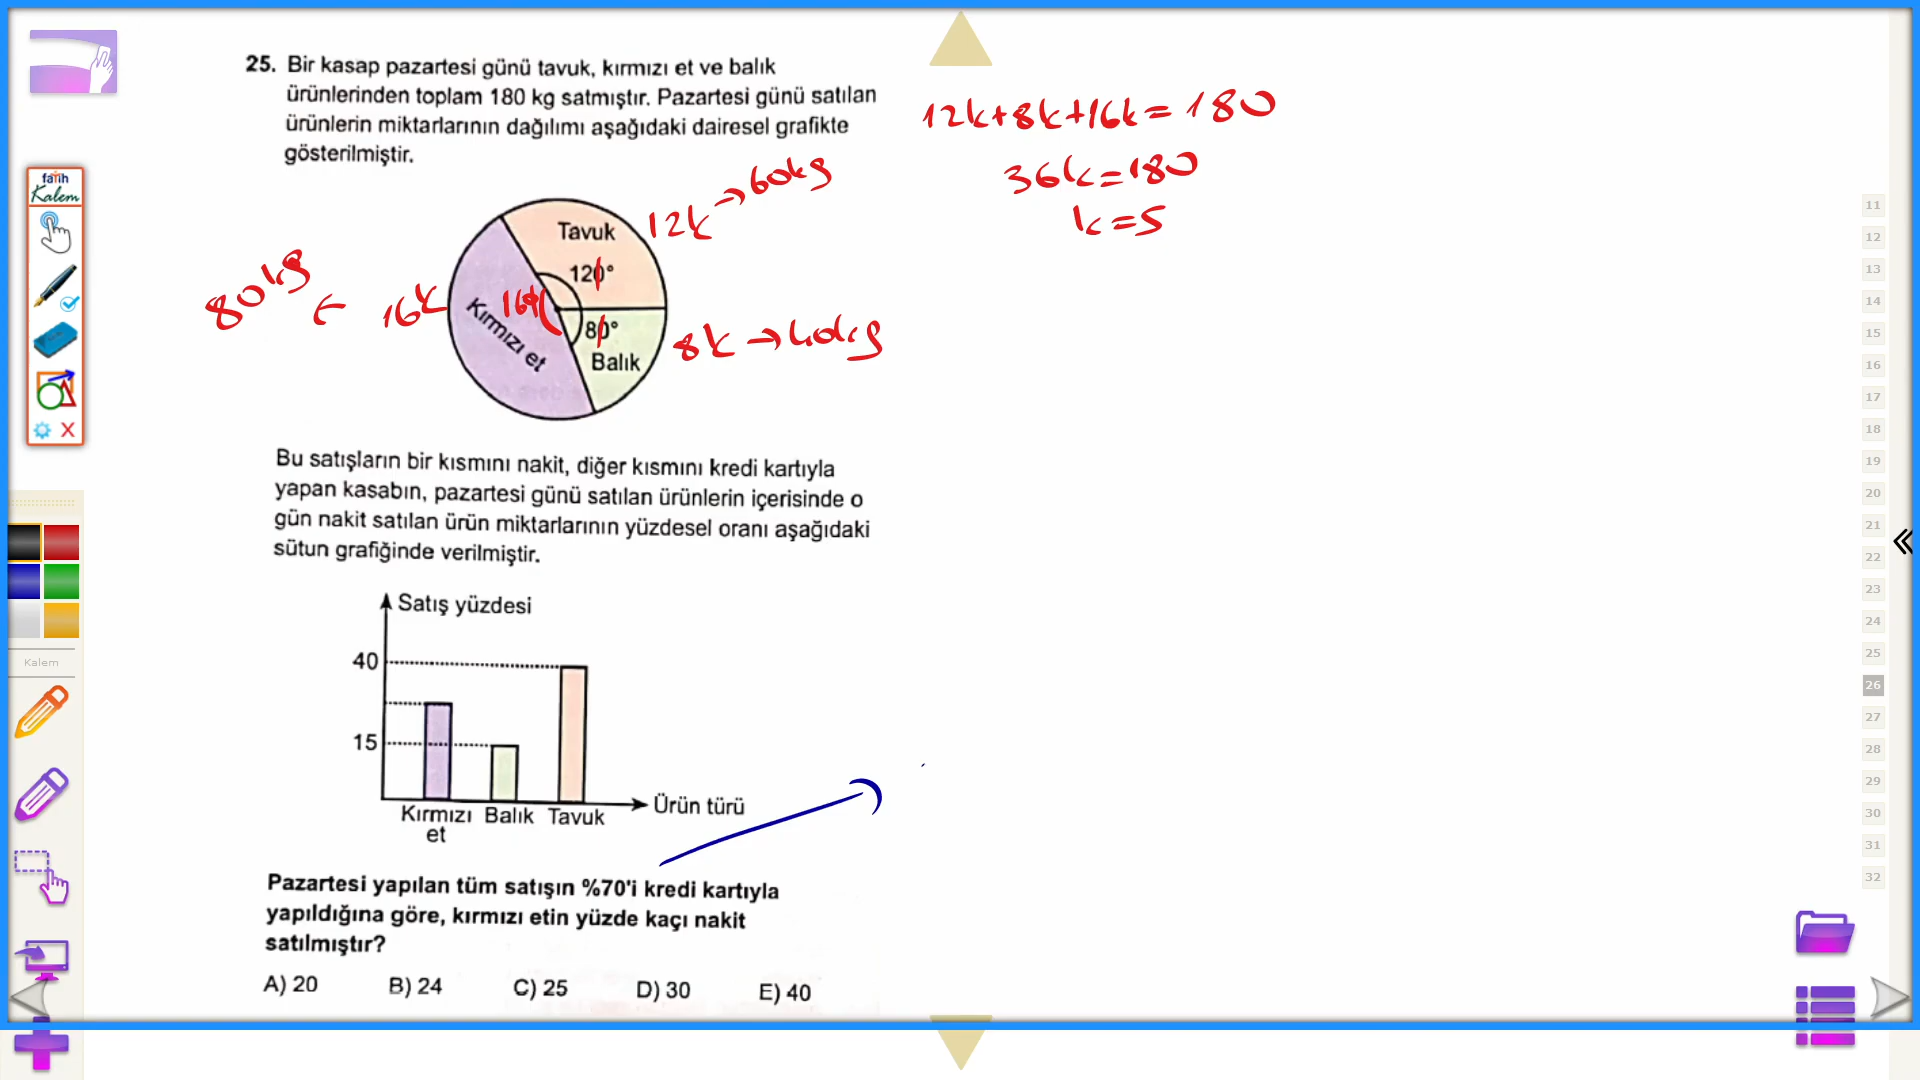 25. Bir kasap pazartesi günü tavuk, kırmızı et ve balık
ürünlerinden toplam 180 kg satmıştır. Pazartesi günü satılan
ürünlerin miktarlarının dağılımı aşağıdaki dairesel grafikte
gösterilmiştir.
12k+8k+16k=180
36k=180
k=5
Tavuk
120°
12k → 60kg
80kg ← 16k
Kırmızı et
160
80°
Balık
8k → 40kg
Bu satışların bir kısmını nakit, diğer kısmını kredi kartıyla
yapan kasabın, pazartesi günü satılan ürünlerin içerisinde o
gün nakit satılan ürün miktarlarının yüzdesel oranı aşağıdaki
sütun grafiğinde verilmiştir.
Satış yüzdesi
40
15
Kırmızı et
Balık
Tavuk
Ürün türü
Pazartesi yapılan tüm satışın %70'i kredi kartıyla
yapıldığına göre, kırmızı etin yüzde kaçı nakit
satılmıştır?
A) 20 B) 24 C) 25 D) 30 E) 40
fatih
Kalem
Kalem
11
12
13
14
15
16
17
18
19
20
21
22
23
24
25
26
27
28
29
30
31
32